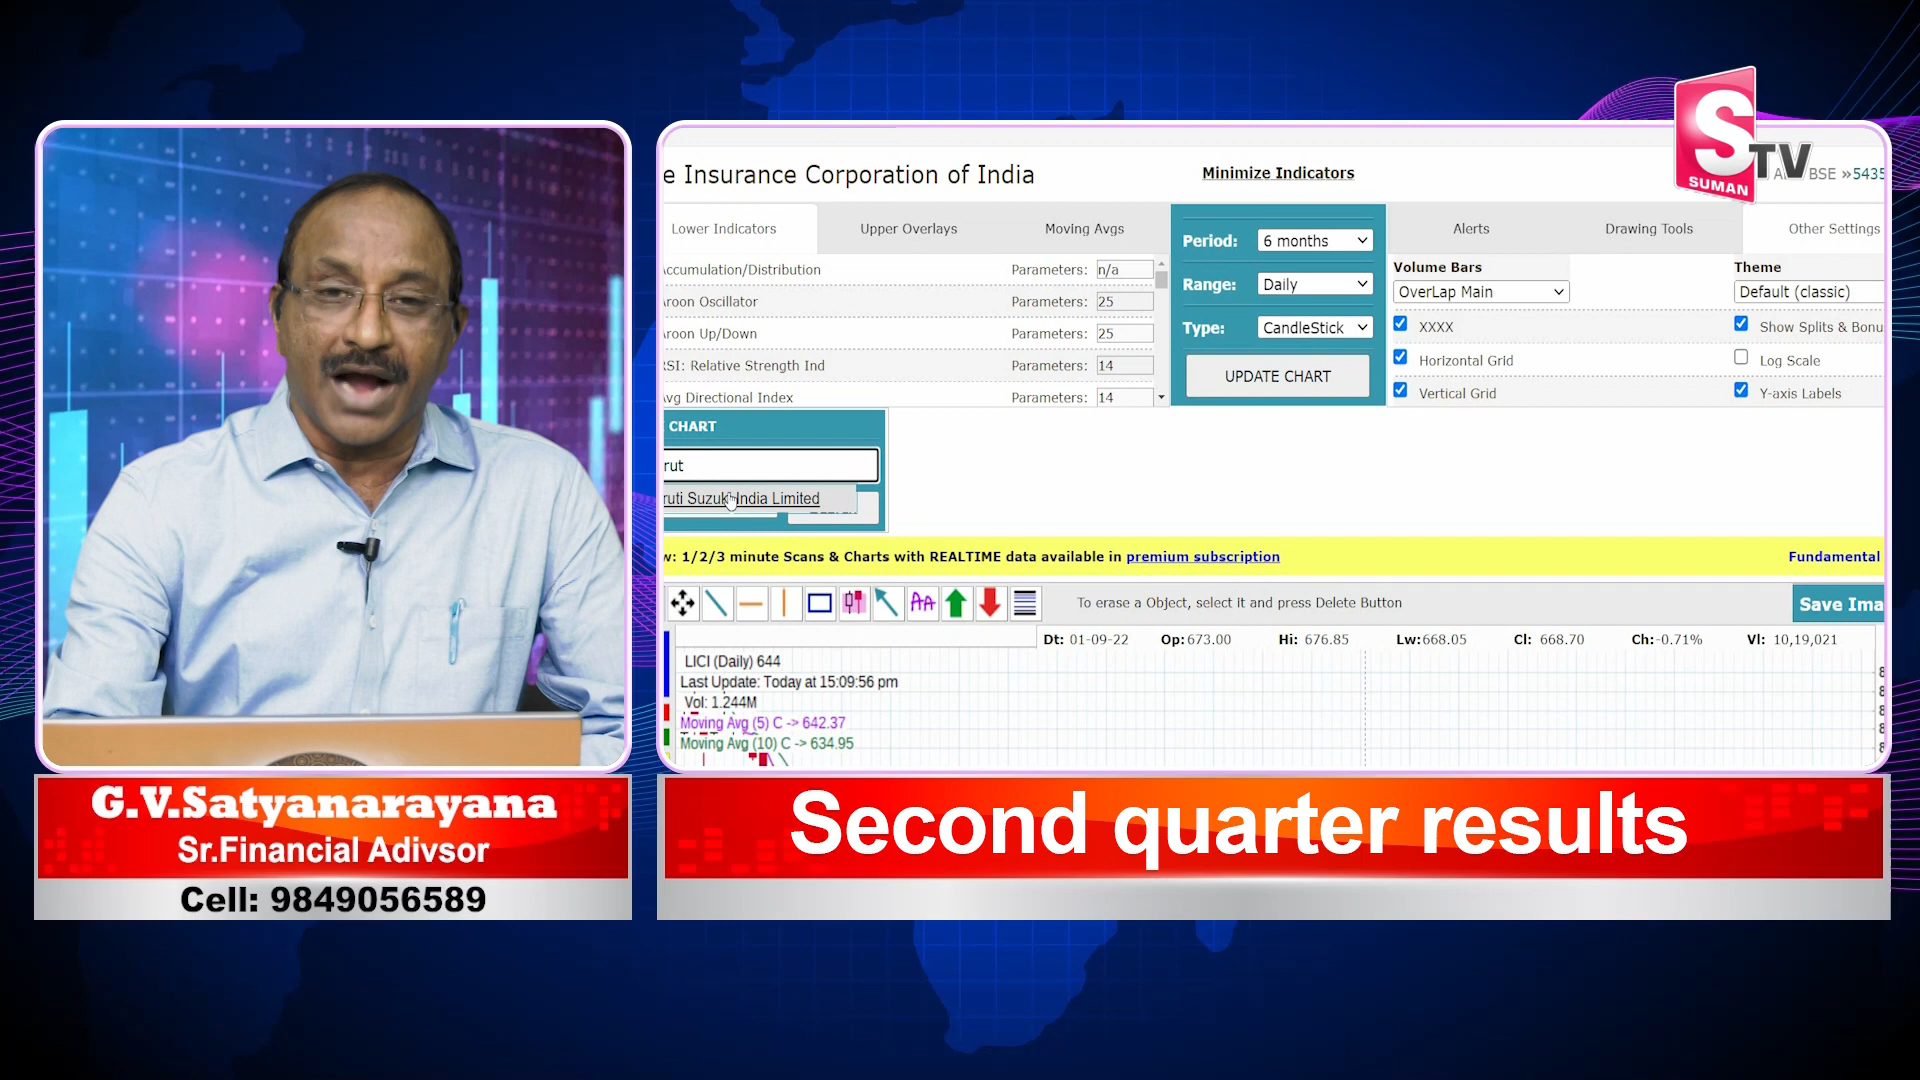 S
TV
SUMAN
e Insurance Corporation of India
Minimize Indicators
BSE »5435
Lower Indicators
Upper Overlays
Moving Avgs
Period: 6 months
Range: Daily
Type: CandleStick
UPDATE CHART
Alerts
Drawing Tools
Other Settings
Accumulation/Distribution Parameters: n/a
Aroon Oscillator Parameters: 25
Aroon Up/Down Parameters: 25
RSI: Relative Strength Ind Parameters: 14
Avg Directional Index Parameters: 14
Volume Bars
OverLap Main
XXXX
Horizontal Grid
Vertical Grid
Theme
Default (classic)
Show Splits & Bonu
Log Scale
Y-axis Labels
CHART
rut
ruti Suzuki India Limited
w: 1/2/3 minute Scans & Charts with REALTIME data available in premium subscription
Fundamental
To erase a Object, select It and press Delete Button
Save Ima
Dt: 01-09-22 Op:673.00 Hi: 676.85 Lw:668.05 Cl: 668.70 Ch:-0.71% Vl: 10,19,021
LICI (Daily) 644
Last Update: Today at 15:09:56 pm
Vol: 1.244M
Moving Avg (5) C -> 642.37
Moving Avg (10) C -> 634.95
G.V.Satyanarayana
Sr.Financial Adivsor
Cell: 9849056589
Second quarter results